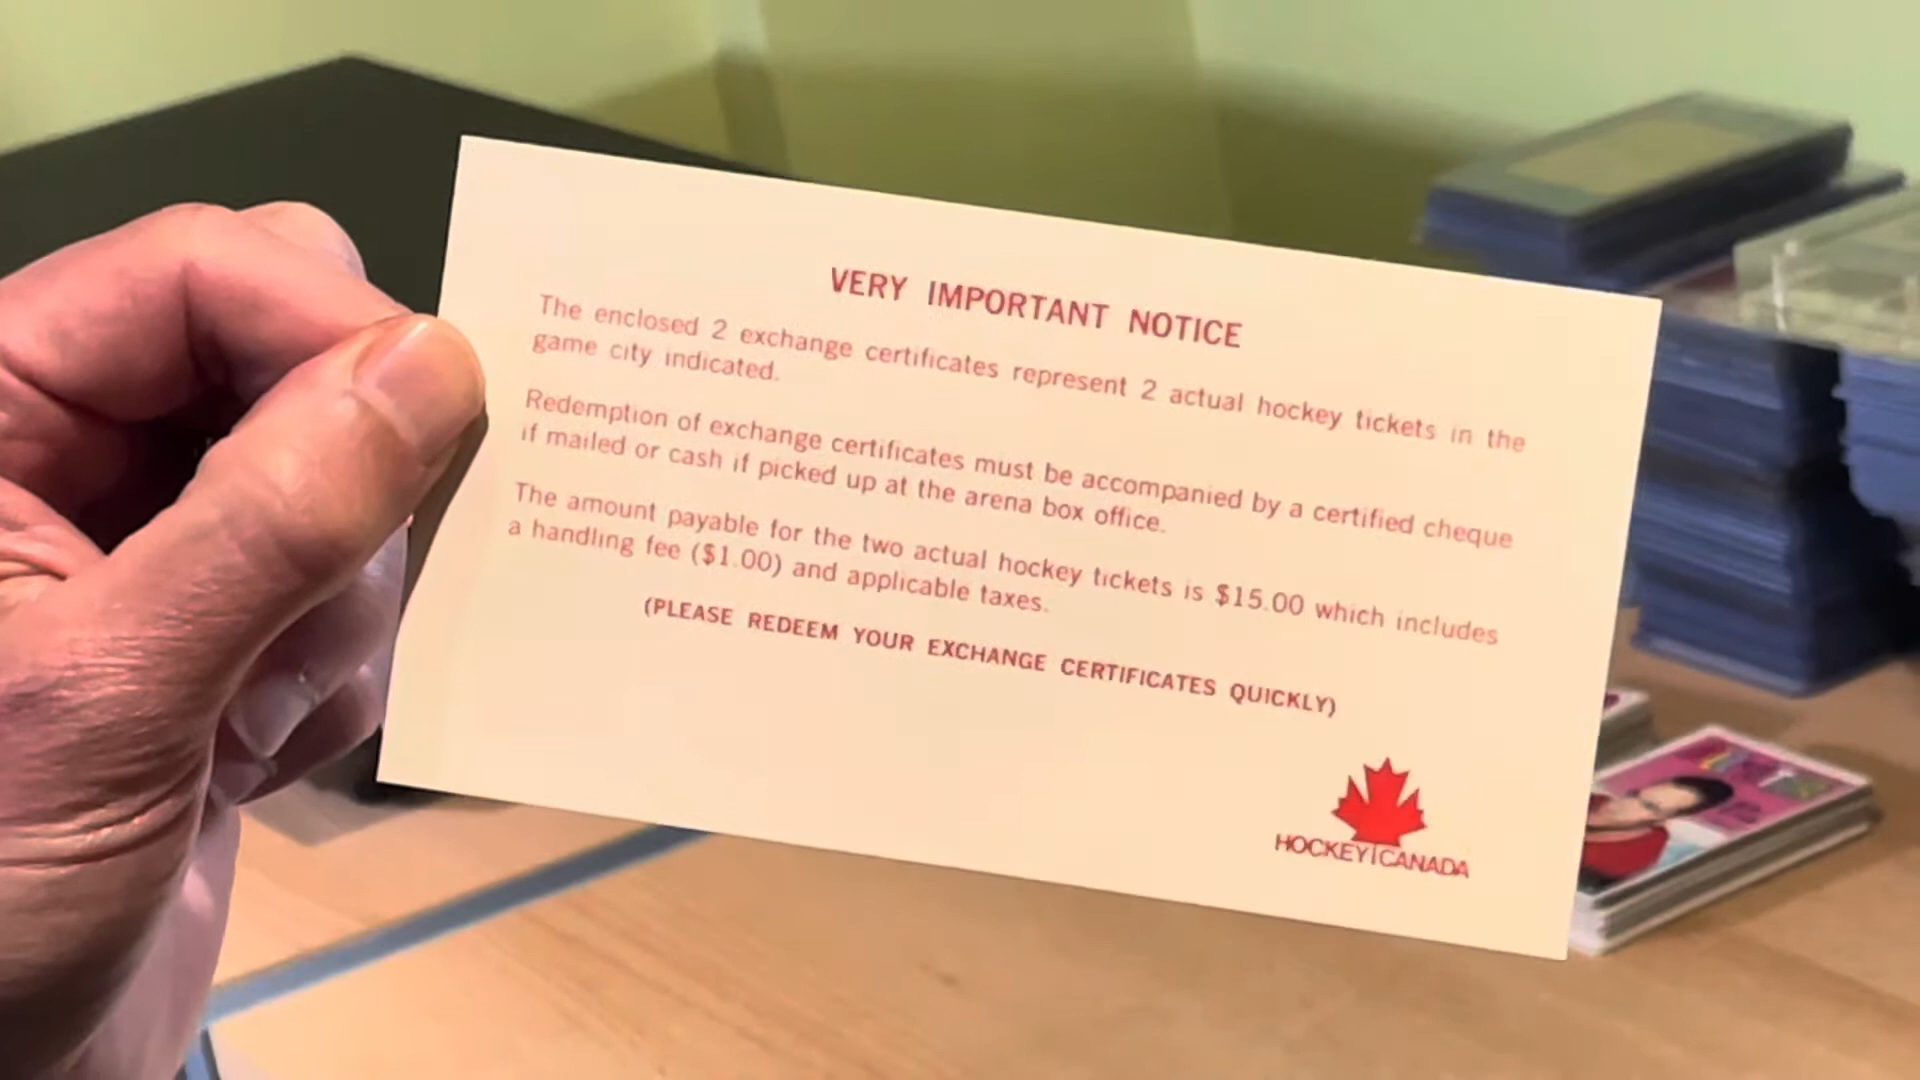 VERY IMPORTANT NOTICE
The enclosed 2 exchange certificates represent 2 actual hockey tickets in the
game city indicated.
Redemption of exchange certificates must be accompanied by a certified cheque
if mailed or cash if picked up at the arena box office.
The amount payable for the two actual hockey tickets is $15.00 which includes
a handling fee ($1.00) and applicable taxes.
(PLEASE REDEEM YOUR EXCHANGE CERTIFICATES QUICKLY)
HOCKEY CANADA